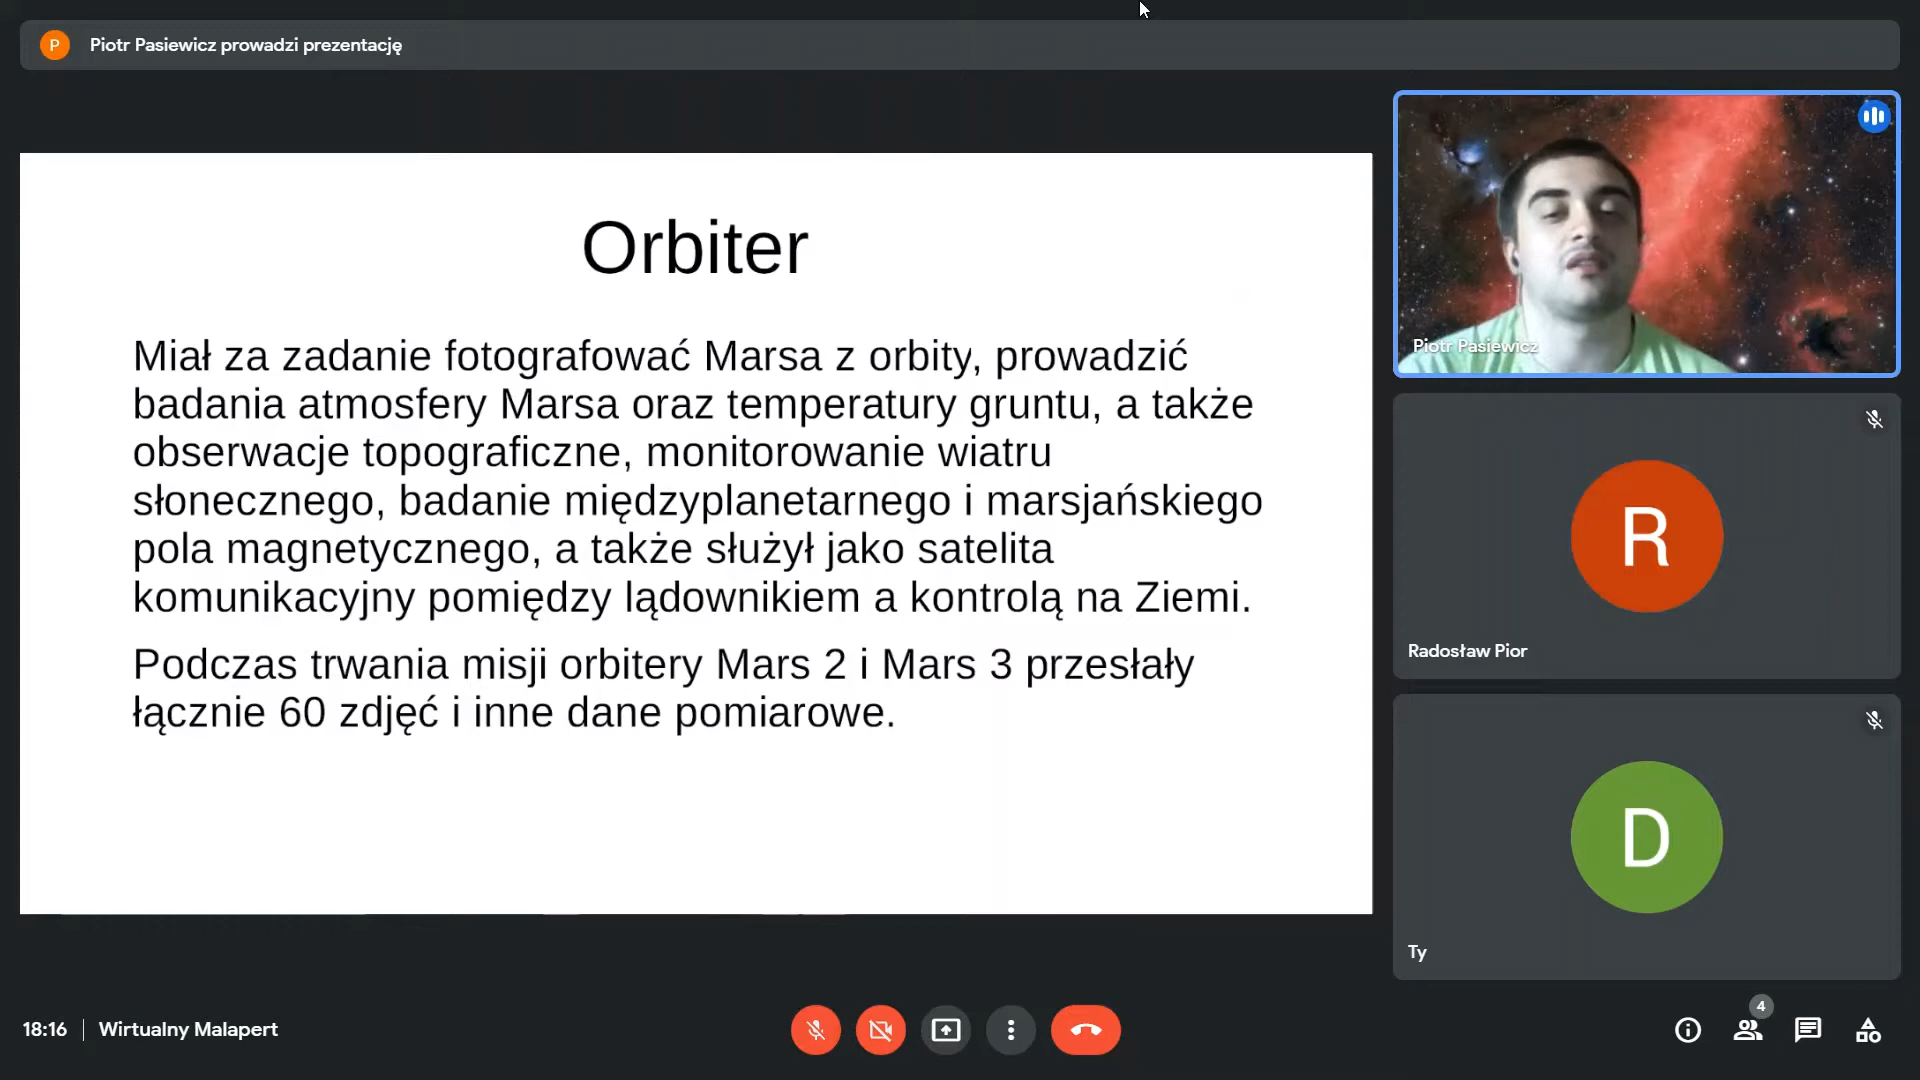 P
Piotr Pasiewicz prowadzi prezentację
Orbiter
Miał za zadanie fotografować Marsa z orbity, prowadzić
badania atmosfery Marsa oraz temperatury gruntu, a także
obserwacje topograficzne, monitorowanie wiatru
słonecznego, badanie międzyplanetarnego i marsjańskiego
pola magnetycznego, a także służył jako satelita
komunikacyjny pomiędzy lądownikiem a kontrolą na Ziemi.
Podczas trwania misji orbitery Mars 2 i Mars 3 przesłały
łącznie 60 zdjęć i inne dane pomiarowe.
Piotr Pasiewicz
R
Radosław Pior
D
Ty
18:16 Wirtualny Malapert
4